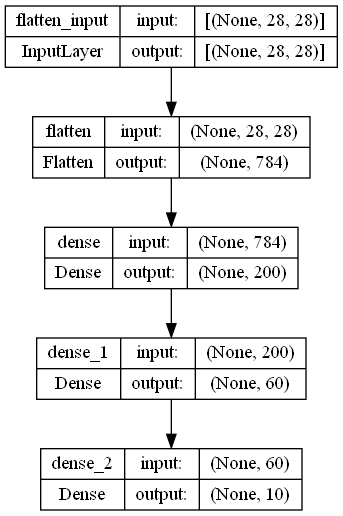 flatten_input input: [(None, 28, 28)]
InputLayer output: [(None, 28, 28)]
flatten input: (None, 28, 28)
Flatten output: (None, 784)
dense input: (None, 784)
Dense output: (None, 200)
dense_1 input: (None, 200)
Dense output: (None, 60)
dense_2 input: (None, 60)
Dense output: (None, 10)